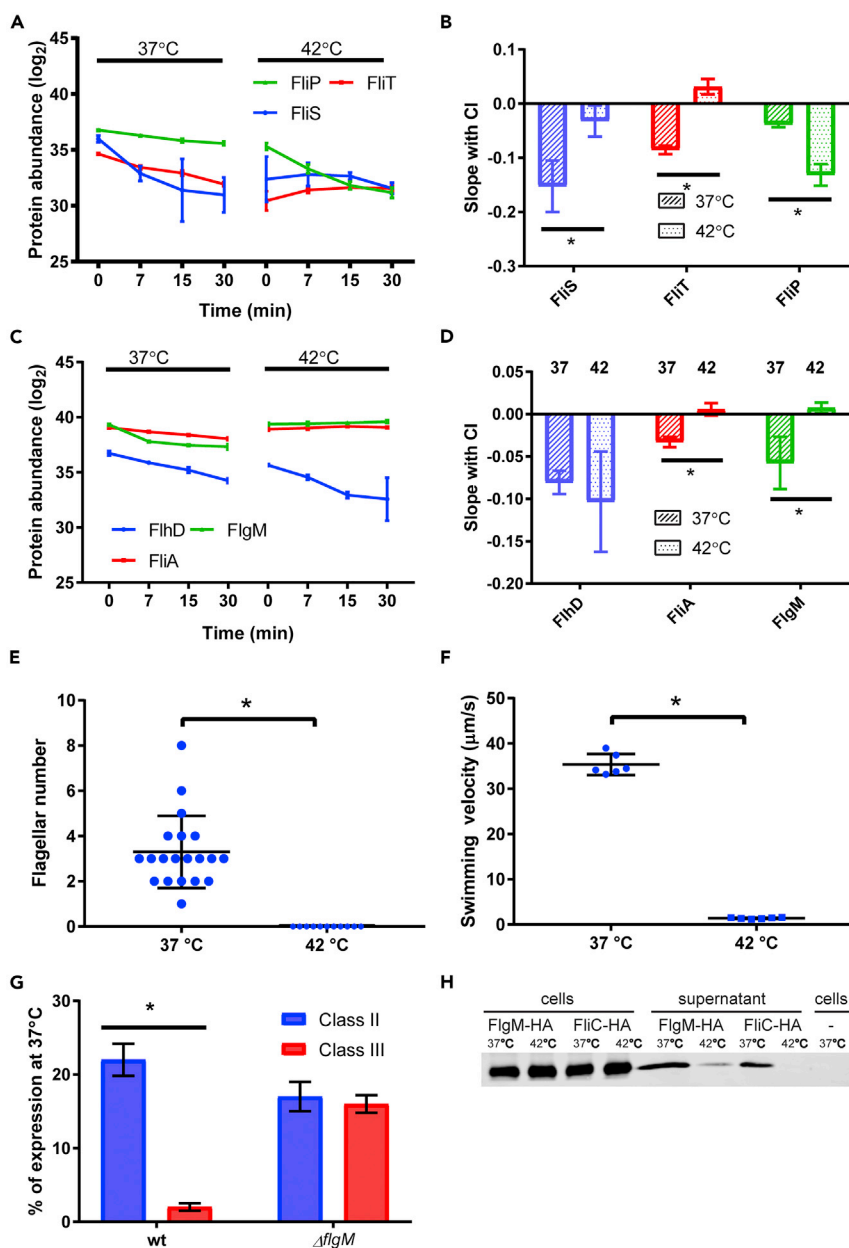 A
37°C
42°C
Protein abundance (log2)
45
40
35
30
25
FliP
FliT
FliS
0 7 15 30 0 7 15 30
Time (min)
B
Slope with CI
0.1
0.0
-0.1
-0.2
-0.3
*
*
*
37°C
42°C
FliS
FliT
FliP
C
37°C
42°C
Protein abundance (log2)
45
40
35
30
25
FlhD
FlgM
FliA
0 7 15 30 0 7 15 30
Time (min)
D
37 42 37 42 37 42
Slope with CI
0.05
0.00
-0.05
-0.10
-0.15
-0.20
*
*
37°C
42°C
FlhD
FliA
FlgM
E
Flagellar number
10
8
6
4
2
0
*
37 °C
42 °C
F
Swimming velocity (μm/s)
50
40
30
20
10
0
*
37 °C
42 °C
G
% of expression at 37°C
30
20
10
0
*
Class II
Class III
wt
ΔflgM
H
cells supernatant cells
FlgM-HA FliC-HA FlgM-HA FliC-HA -
37°C 42°C 37°C 42°C 37°C 42°C 37°C 42°C 37°C